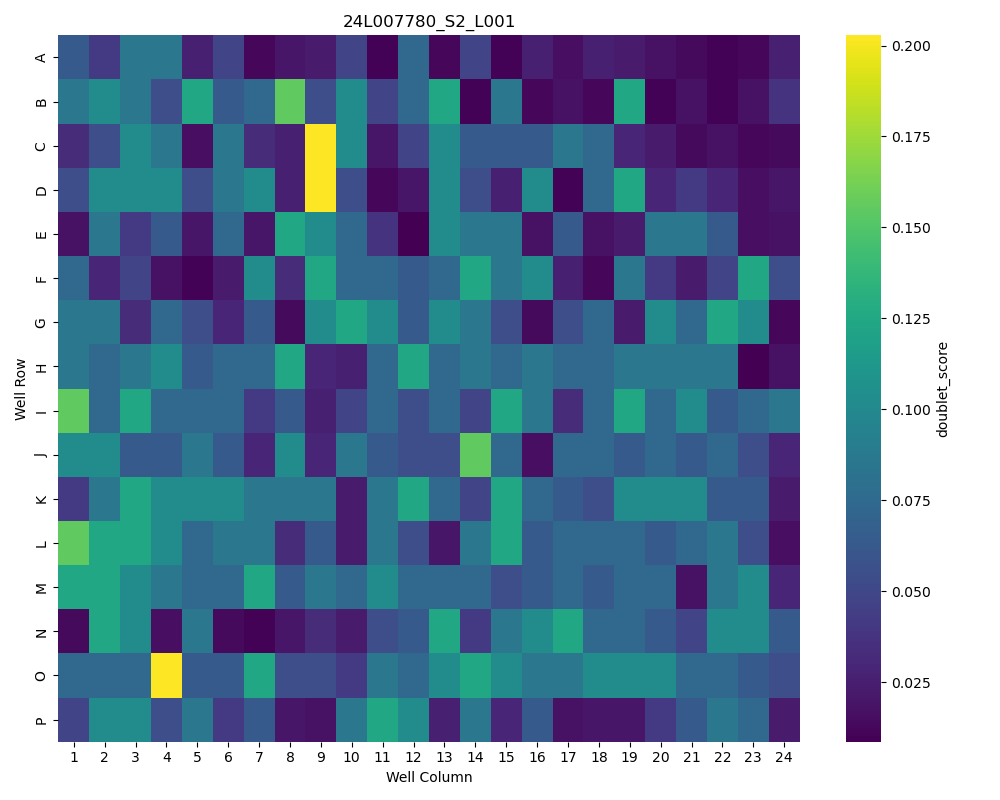 24L007780_S2_L001
Well Row
A
B
C
D
E
F
G
H
I
J
K
L
M
N
O
P
1 2 3 4 5 6 7 8 9 10 11 12 13 14 15 16 17 18 19 20 21 22 23 24
Well Column
0.200
0.175
0.150
0.125
0.100
0.075
0.050
0.025
doublet_score